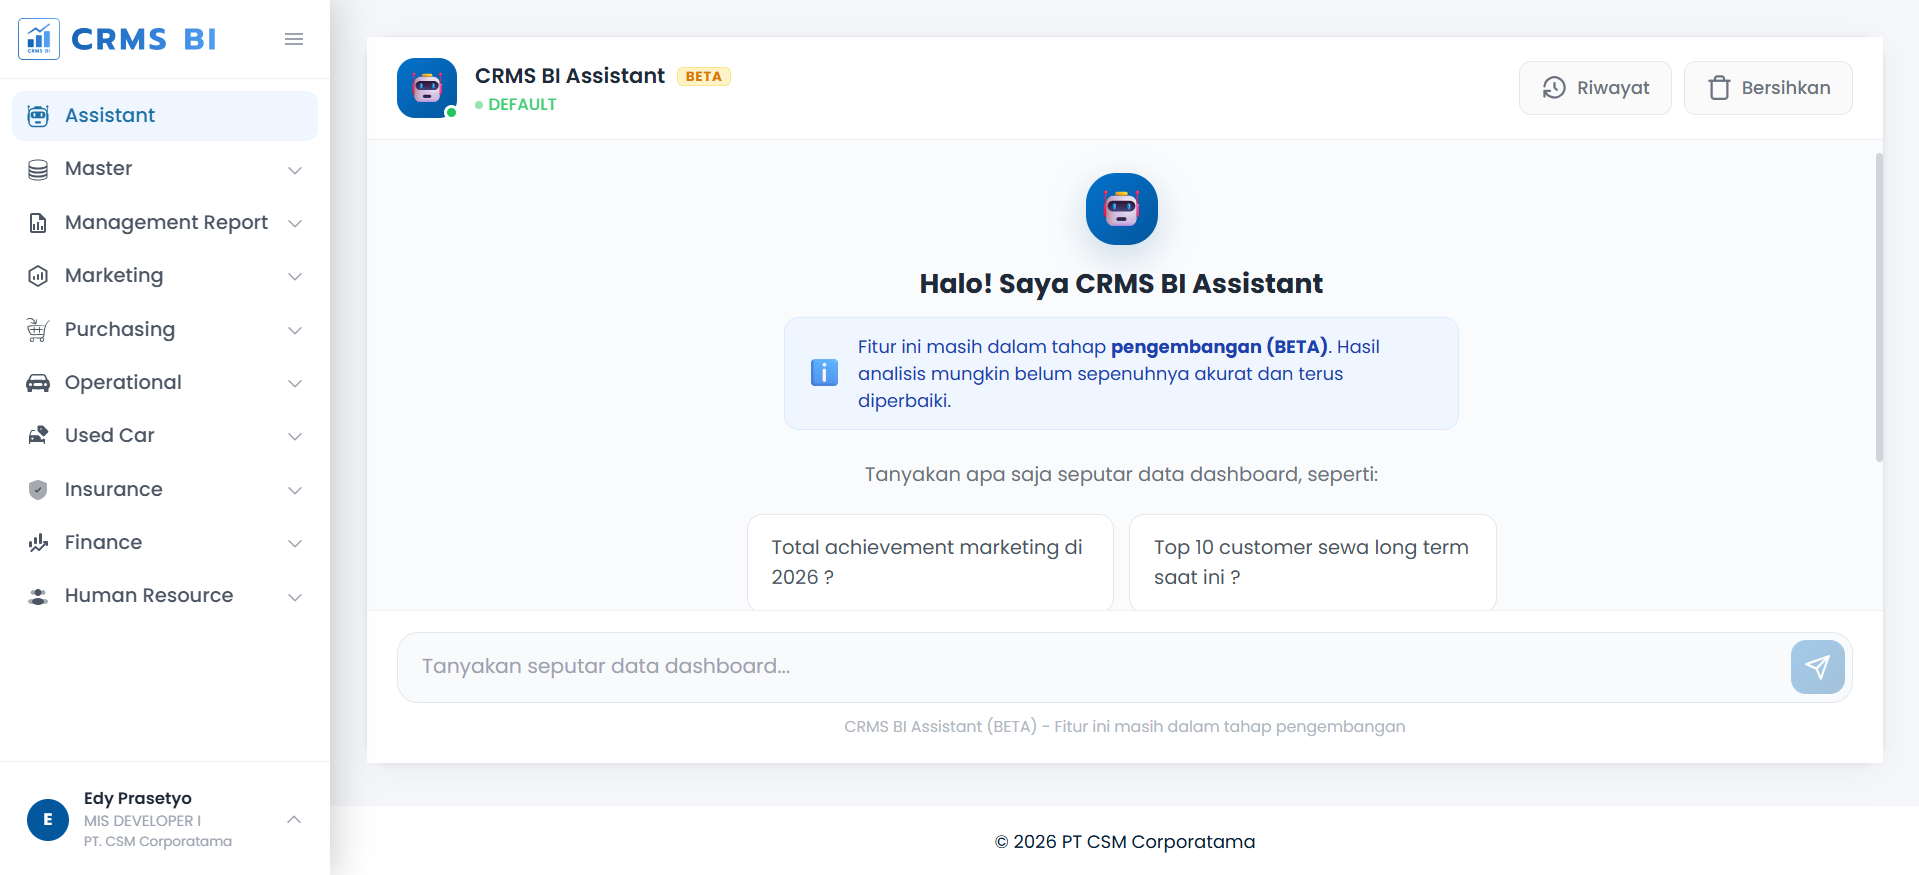 CRMS BI
CRMS BI
Assistant
Master
Management Report
Marketing
Purchasing
Operational
Used Car
Insurance
Finance
Human Resource
E
Edy Prasetyo
MIS DEVELOPER I
PT. CSM Corporatama
CRMS BI Assistant BETA
DEFAULT
Riwayat
Bersihkan
Halo! Saya CRMS BI Assistant
Fitur ini masih dalam tahap pengembangan (BETA). Hasil
analisis mungkin belum sepenuhnya akurat dan terus
diperbaiki.
Tanyakan apa saja seputar data dashboard, seperti:
Total achievement marketing di
2026 ?
Top 10 customer sewa long term
saat ini ?
Tanyakan seputar data dashboard...
CRMS BI Assistant (BETA) - Fitur ini masih dalam tahap pengembangan
© 2026 PT CSM Corporatama